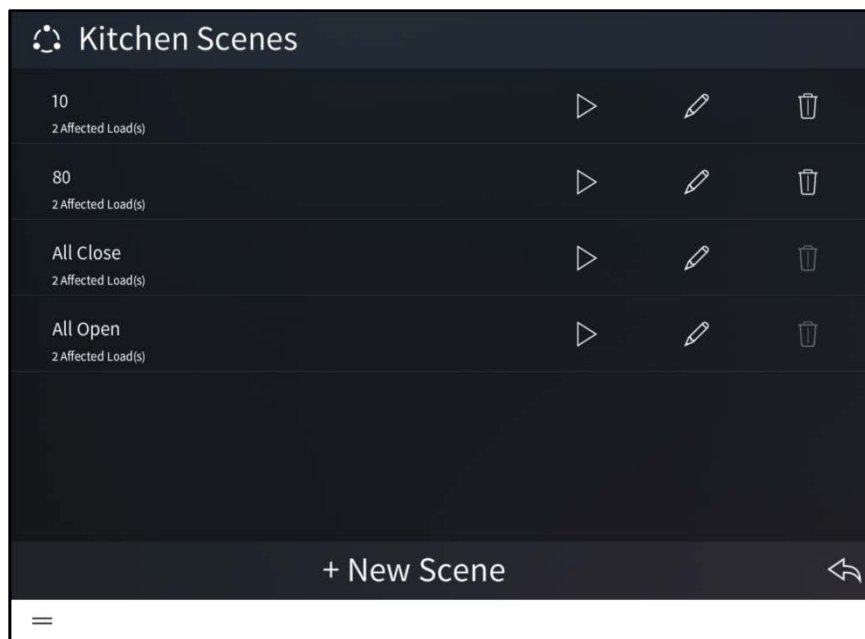 Kitchen Scenes
10
2 Affected Load(s)
80
2 Affected Load(s)
All Close
2 Affected Load(s)
All Open
2 Affected Load(s)
+ New Scene